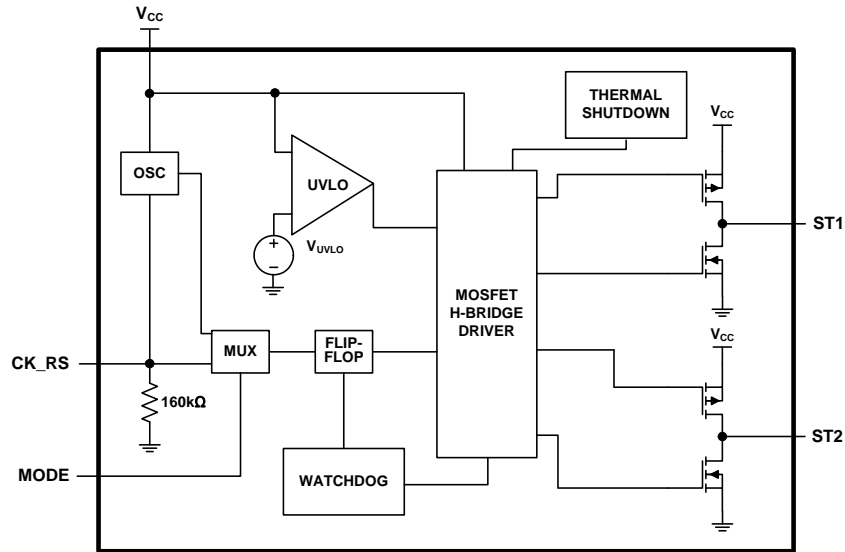 VCC
THERMAL
SHUTDOWN
VCC
OSC
UVLO
ST1
+
−
VUVLO
MOSFET
H-BRIDGE
DRIVER
MUX
FLIP-
FLOP
VCC
CK_RS
160kΩ
ST2
MODE
WATCHDOG